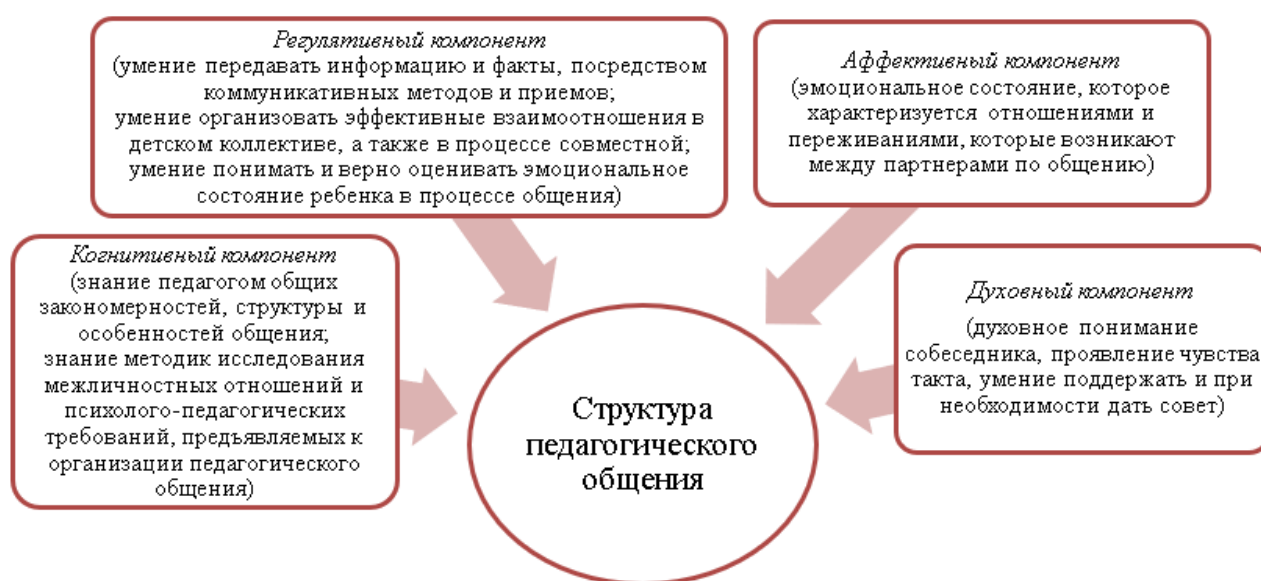 Регулятивный компонент
(умение передавать информацию и факты, посредством
коммуникативных методов и приемов;
умение организовать эффективные взаимоотношения в
детском коллективе, а также в процессе совместной;
умение понимать и верно оценивать эмоциональное
состояние ребенка в процессе общения)
Аффективный компонент
(эмоциональное состояние, которое
характеризуется отношениями и
переживаниями, которые возникают
между партнерами по общению)
Когнитивный компонент
(знание педагогом общих
закономерностей, структуры и
особенностей общения;
знание методик исследования
межличностных отношений и
психолого-педагогических
требований, предъявляемых к
организации педагогического
общения)
Духовный компонент
(духовное понимание
собеседника, проявление чувства
такта, умение поддержать и при
необходимости дать совет)
Структура
педагогического
общения